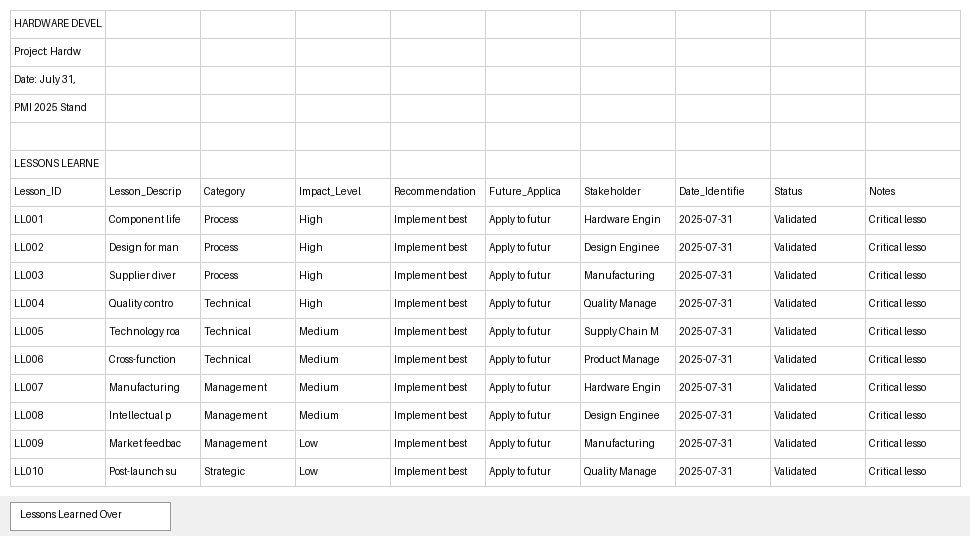 HARDWARE DEVEL
Project: Hardw
Date: July 31,
PMI 2025 Stand
LESSONS LEARNE
Lesson_ID Lesson_Descrip Category Impact_Level Recommendation Future_Applica Stakeholder Date_Identifie Status Notes
LL001 Component life Process High Implement best Apply to futur Hardware Engin 2025-07-31 Validated Critical lesso
LL002 Design for man Process High Implement best Apply to futur Design Enginee 2025-07-31 Validated Critical lesso
LL003 Supplier diver Process High Implement best Apply to futur Manufacturing 2025-07-31 Validated Critical lesso
LL004 Quality contro Technical High Implement best Apply to futur Quality Manage 2025-07-31 Validated Critical lesso
LL005 Technology roa Technical Medium Implement best Apply to futur Supply Chain M 2025-07-31 Validated Critical lesso
LL006 Cross-function Technical Medium Implement best Apply to futur Product Manage 2025-07-31 Validated Critical lesso
LL007 Manufacturing Management Medium Implement best Apply to futur Hardware Engin 2025-07-31 Validated Critical lesso
LL008 Intellectual p Management Medium Implement best Apply to futur Design Enginee 2025-07-31 Validated Critical lesso
LL009 Market feedbac Management Low Implement best Apply to futur Manufacturing 2025-07-31 Validated Critical lesso
LL010 Post-launch su Strategic Low Implement best Apply to futur Quality Manage 2025-07-31 Validated Critical lesso
Lessons Learned Over